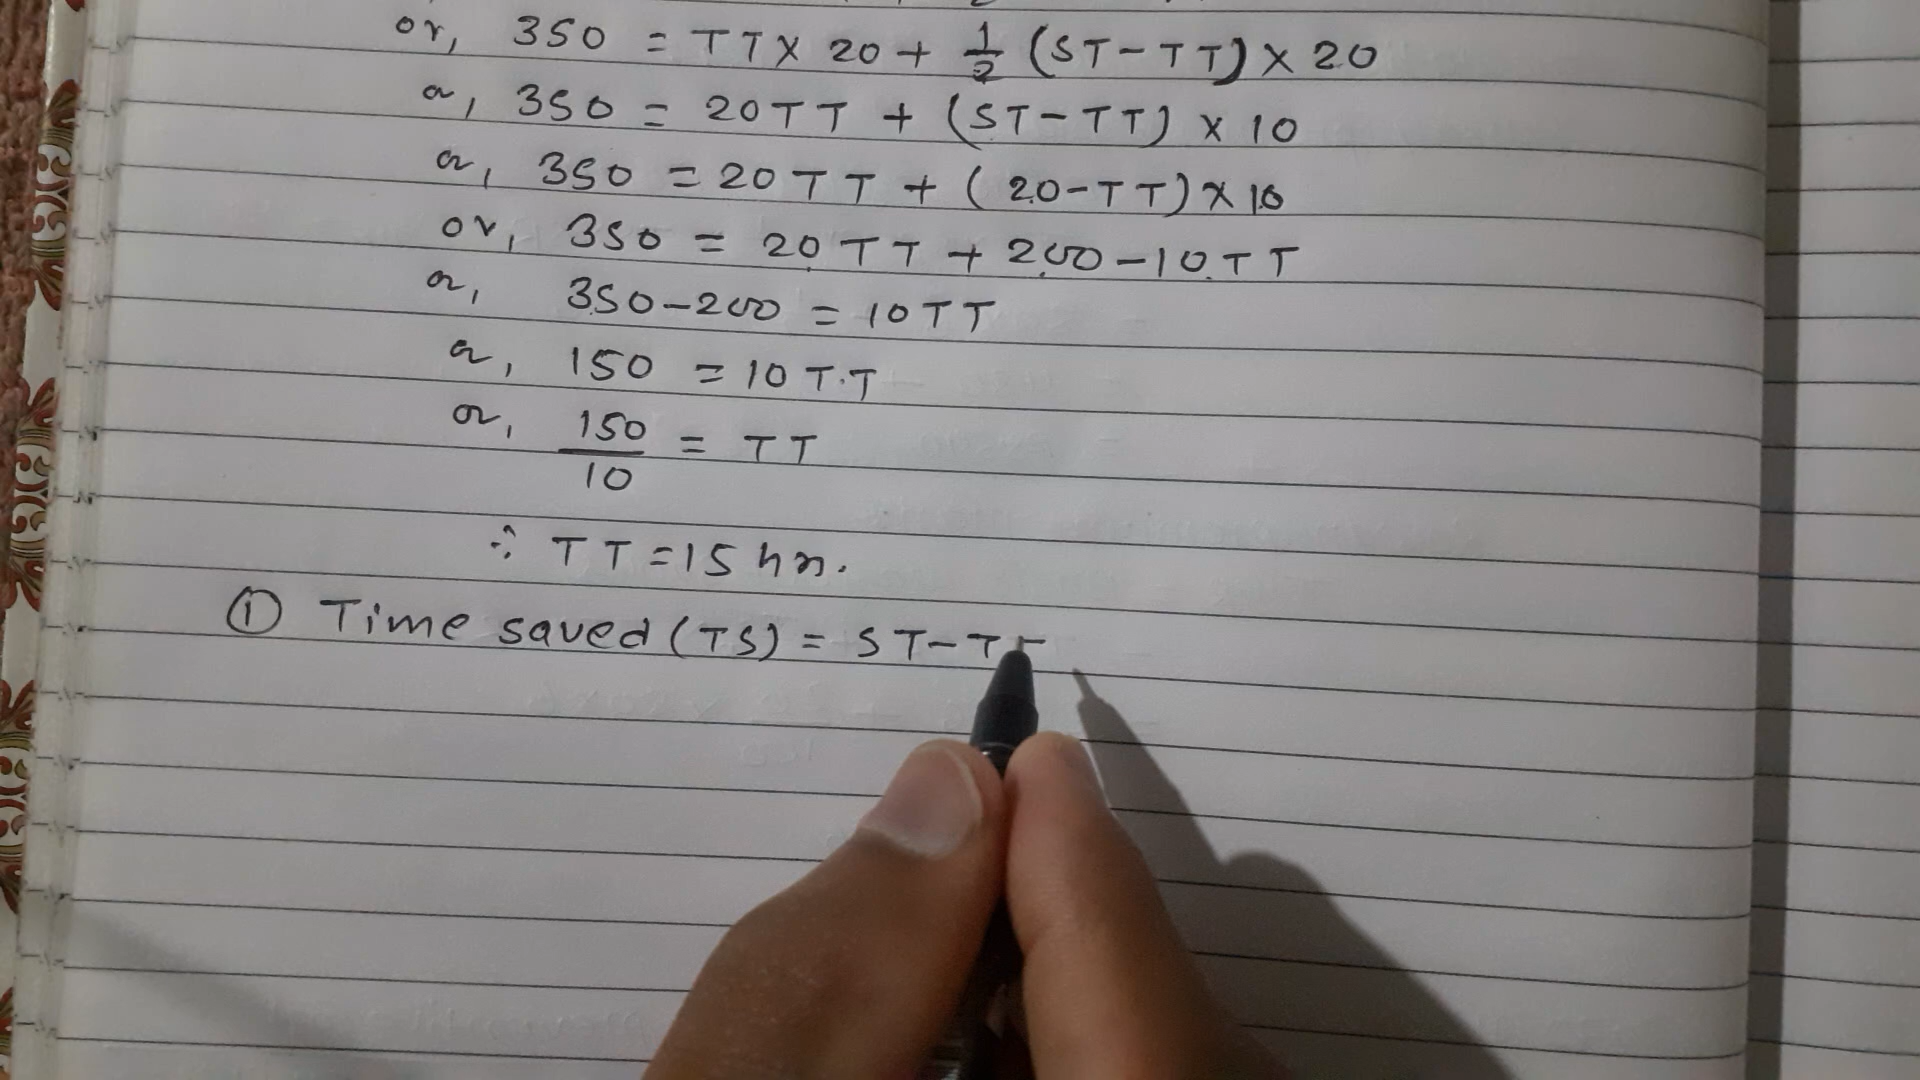 or, 350 = TT × 20 + 1/2 (ST - TT) × 20
or, 350 = 20TT + (ST - TT) × 10
or, 350 = 20TT + (20 - TT) × 10
or, 350 = 20TT + 200 - 10TT
or, 350 - 200 = 10TT
or, 150 = 10T.T
or, 150/10 = TT
∴ TT = 15 hr.
① Time saved (TS) = ST - TT